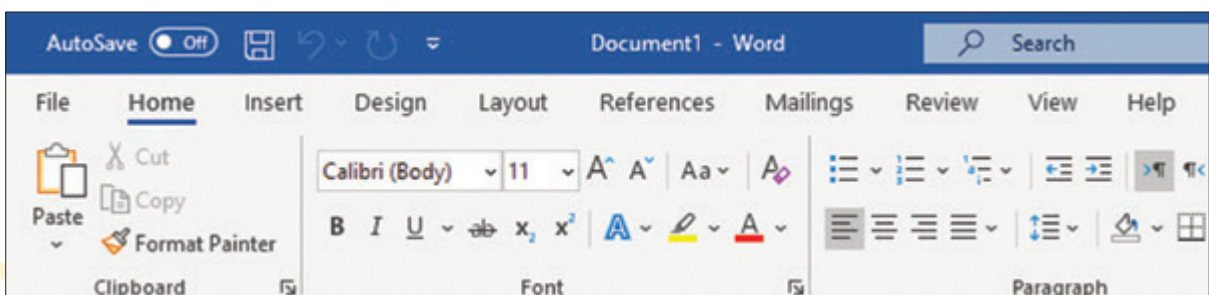 AutoSave Off Document1 - Word Search
File Home Insert Design Layout References Mailings Review View Help
Cut
Copy
Paste
Format Painter
Clipboard
Calibri (Body) 11 A A Aa A
B I U ab x₂ x² A A
Font
Paragraph